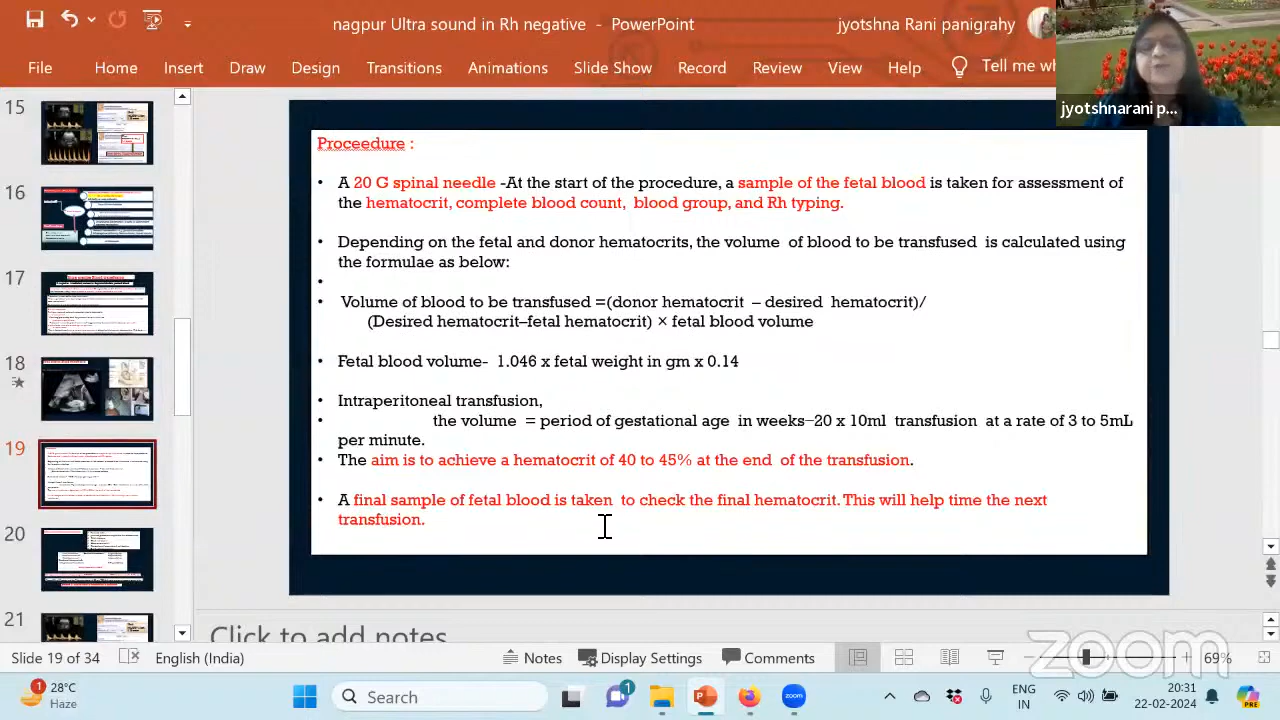 nagpur Ultra sound in Rh negative - PowerPoint
jyotshna Rani panigrahy
File Home Insert Draw Design Transitions Animations Slide Show Record Review View Help Tell me wh
jyotshnarani p...
15
16
17
18
19
20
21
Proceedure :
• A 20 G spinal needle -At the start of the procedure, a sample of the fetal blood is taken for assessment of
the hematocrit, complete blood count, blood group, and Rh typing.
• Depending on the fetal and donor hematocrits, the volume of blood to be transfused is calculated using
the formulae as below:
•
• Volume of blood to be transfused =(donor hematocrit – desired hematocrit)/
(Desired hematocrit–fetal hematocrit) × fetal blood volume
• Fetal blood volume- 1.046 x fetal weight in gm x 0.14
• Intraperitoneal transfusion,
• the volume = period of gestational age in weeks−20 x 10ml transfusion at a rate of 3 to 5mL
per minute.
• The aim is to achieve a hematocrit of 40 to 45% at the end of the transfusion.
• A final sample of fetal blood is taken to check the final hematocrit. This will help time the next
transfusion.
Click to add notes
zoom
Slide 19 of 34 English (India) Notes Display Settings Comments 69%
1 28°C
Haze
Search
1
zoom
ENG
IN
20:31
22-02-2024
PRE